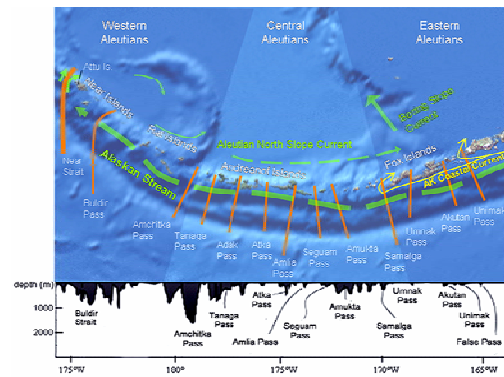 Western
Aleutians
Central
Aleutians
Eastern
Aleutians
Attu Is
Near Islands
Rat Islands
Bering Slope
Current
Aleutian North Slope Current
Near
Strait
Alaskan Stream
Andreanof Islands
Fox Islands
AK Coastal Current
Buldir
Pass
Amchitka
Pass
Tanaga
Pass
Adak
Pass
Atka
Pass
Amlia
Pass
Seguam
Pass
Amukta
Pass
Samalga
Pass
Umnak
Pass
Akutan
Pass
Unimak
Pass
depth (m)
1000
2000
Buldir
Strait
Amchitka
Pass
Tanaga
Pass
Atka
Pass
Amlia Pass
Seguam
Pass
Amukta
Pass
Samalga
Pass
Umnak
Pass
Akutan
Pass
Unimak
Pass
False Pass
175°W
180°
175°W
170°W
165°W